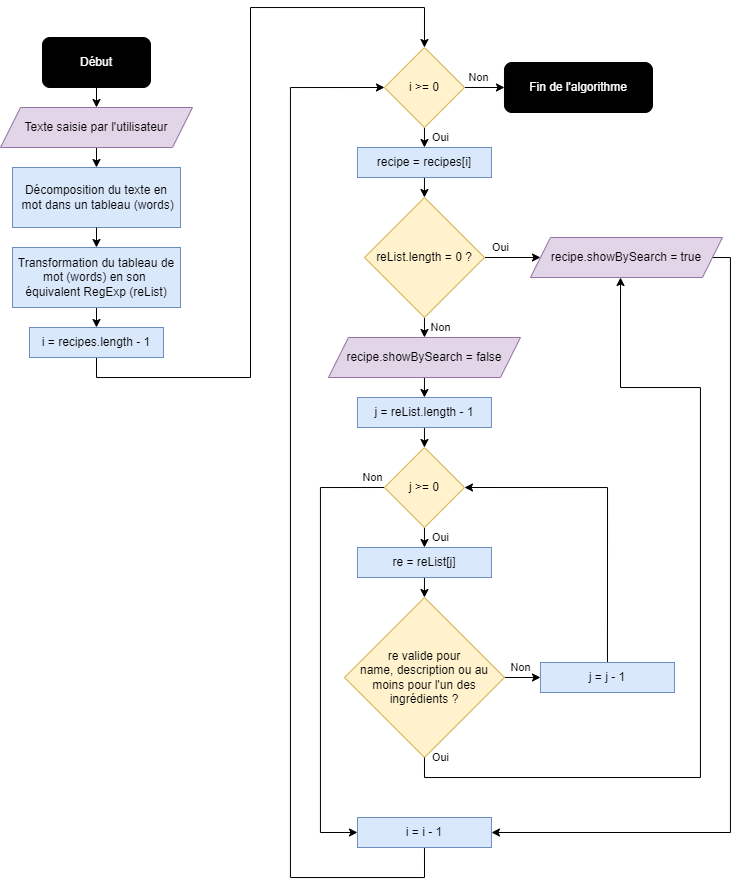 Début
Texte saisie par l'utilisateur
Décomposition du texte en
mot dans un tableau (words)
Transformation du tableau de
mot (words) en son
équivalent RegExp (reList)
i = recipes.length - 1
i >= 0
Non
Fin de l'algorithme
Oui
recipe = recipes[i]
reList.length = 0 ?
Oui
recipe.showBySearch = true
Non
recipe.showBySearch = false
j = reList.length - 1
Non
j >= 0
Oui
re = reList[j]
re valide pour
name, description ou au
moins pour l'un des
ingrédients ?
Non
j = j - 1
Oui
i = i - 1